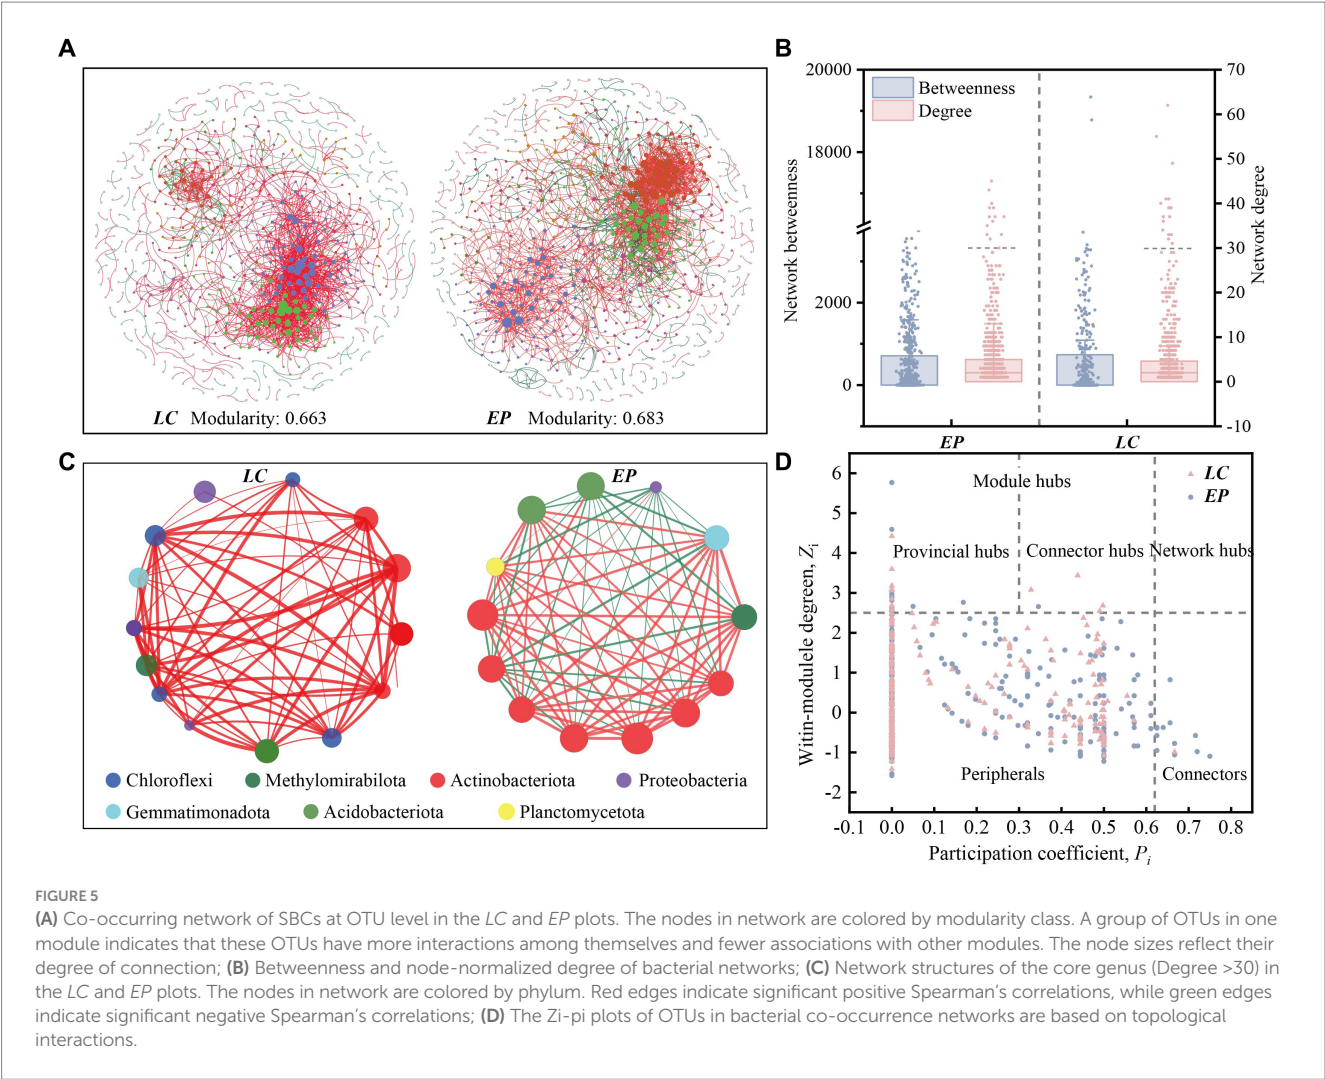 A
LC Modularity: 0.663
EP Modularity: 0.683
B
Betweenness
Degree
20000
18000
2000
0
Network betweenness
70
60
50
40
30
20
10
0
-10
Network degree
EP
LC
C
LC
EP
Chloroflexi
Methylomirabilota
Actinobacteriota
Proteobacteria
Gemmatimonadota
Acidobacteriota
Planctomycetota
D
LC
EP
Module hubs
Provincial hubs
Connector hubs
Network hubs
Peripherals
Connectors
6
5
4
3
2
1
0
-1
-2
Witin-modulele degreen, Zi
-0.1 0.0 0.1 0.2 0.3 0.4 0.5 0.6 0.7 0.8
Participation coefficient, Pi
FIGURE 5
(A) Co-occurring network of SBCs at OTU level in the LC and EP plots. The nodes in network are colored by modularity class. A group of OTUs in one
module indicates that these OTUs have more interactions among themselves and fewer associations with other modules. The node sizes reflect their
degree of connection; (B) Betweenness and node-normalized degree of bacterial networks; (C) Network structures of the core genus (Degree >30) in
the LC and EP plots. The nodes in network are colored by phylum. Red edges indicate significant positive Spearman’s correlations, while green edges
indicate significant negative Spearman’s correlations; (D) The Zi-pi plots of OTUs in bacterial co-occurrence networks are based on topological
interactions.